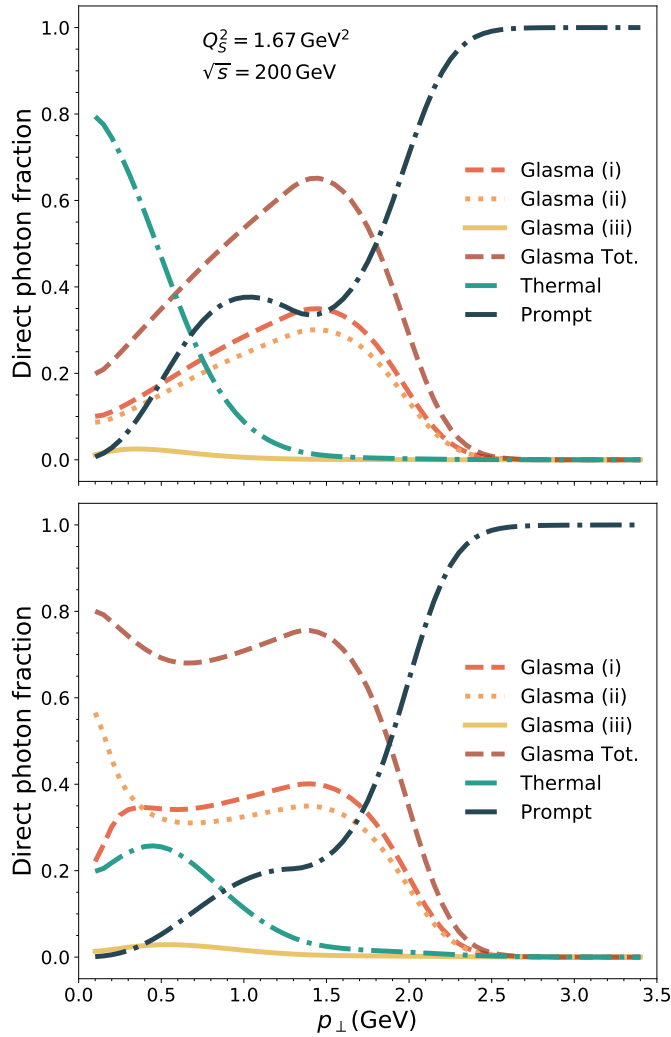 Direct photon fraction
1.0
0.8
0.6
0.4
0.2
0.0
Q_S^2 = 1.67 GeV^2
√s = 200 GeV
Glasma (i)
Glasma (ii)
Glasma (iii)
Glasma Tot.
Thermal
Prompt
Direct photon fraction
1.0
0.8
0.6
0.4
0.2
0.0
Glasma (i)
Glasma (ii)
Glasma (iii)
Glasma Tot.
Thermal
Prompt
0.0 0.5 1.0 1.5 2.0 2.5 3.0 3.5
p⊥(GeV)